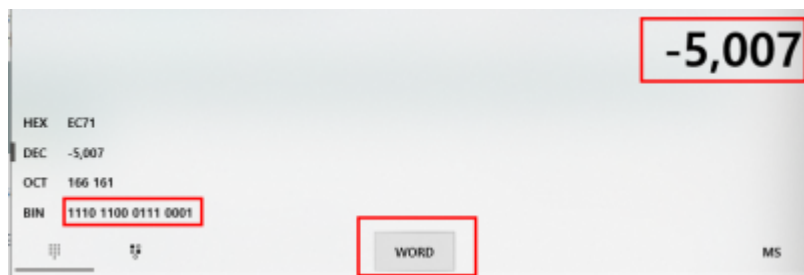 -5,007
HEX EC71
DEC -5,007
OCT 166 161
BIN 1110 1100 0111 0001
WORD MS